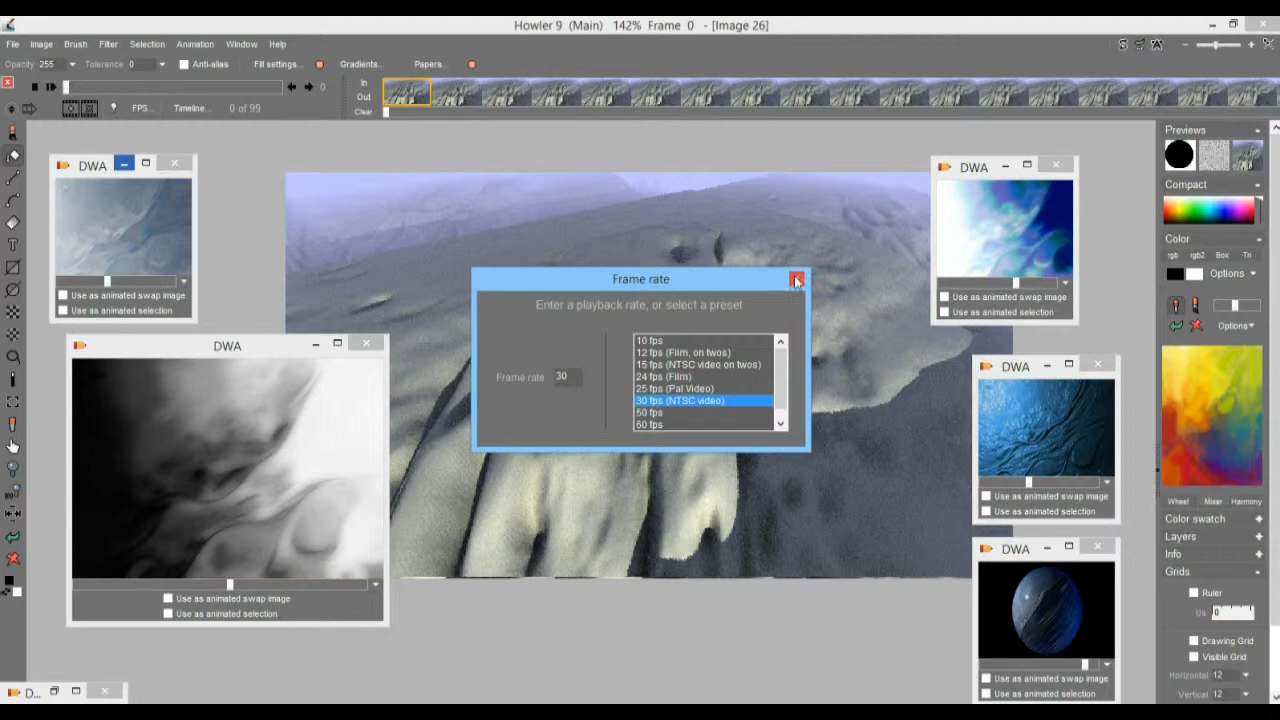 Howler 9 (Main) 142% Frame 0 - [Image 26]
File Image Brush Filter Selection Animation Window Help
Opacity 255 Tolerance 0 Anti-alias Fill settings... Gradients... Papers...
In
0
Out
FPS... Timeline... 0 of 99
Clear
Previews
DWA
Use as animated swap image
Use as animated selection
DWA
Use as animated swap image
Use as animated selection
Compact
Color
rgb rgb2 Box Tri
Options
Options
Frame rate
Enter a playback rate, or select a preset
Frame rate 30
10 fps
12 fps (Film, on twos)
15 fps (NTSC video on twos)
24 fps (Film)
25 fps (Pal Video)
30 fps (NTSC video)
50 fps
60 fps
DWA
Use as animated swap image
Use as animated selection
DWA
Use as animated swap image
Use as animated selection
DWA
Use as animated swap image
Use as animated selection
Wheel Mixer Harmony
Color swatch
Layers
Info
Grids
Ruler
Us 0
Drawing Grid
Visible Grid
Horizontal 12
Vertical 12
D...